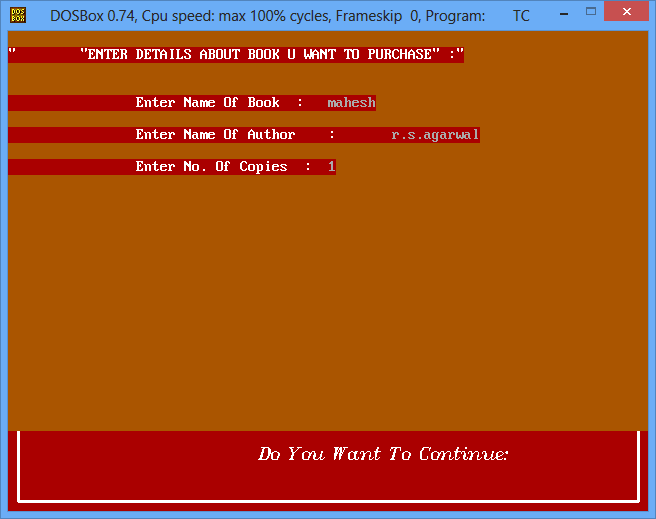 DOS
BOX
DOSBox 0.74, Cpu speed: max 100% cycles, Frameskip 0, Program: TC
" "ENTER DETAILS ABOUT BOOK U WANT TO PURCHASE" :"
Enter Name Of Book : mahesh
Enter Name Of Author : r.s.agarwal
Enter No. Of Copies : 1
Do You Want To Continue: